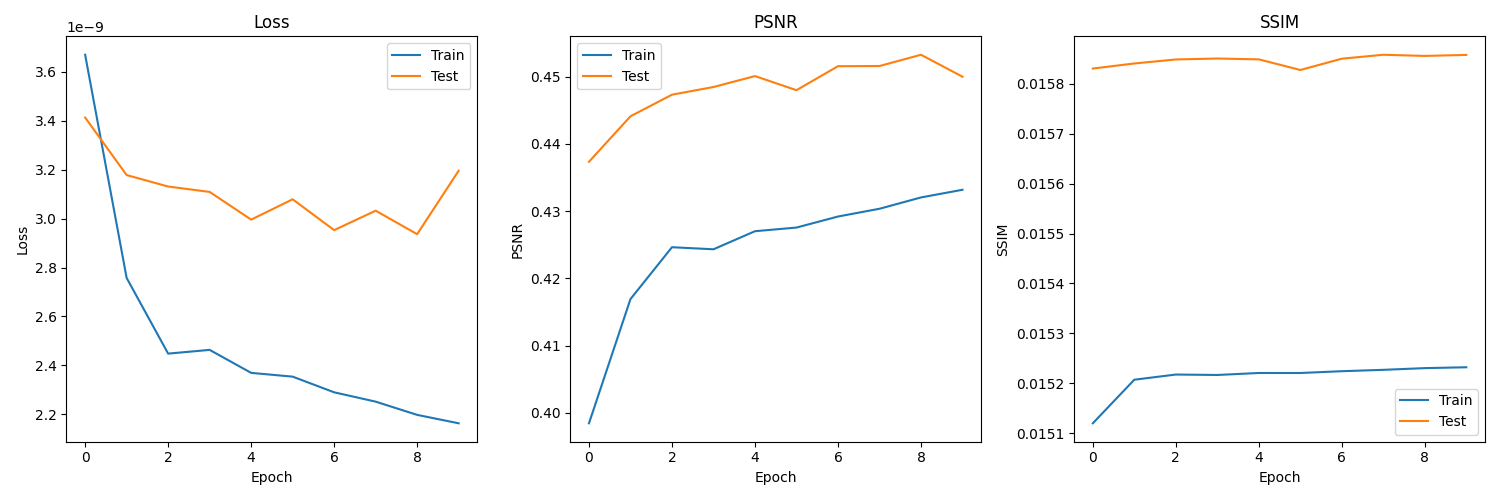 Loss
1e−9
3.6
3.4
3.2
3.0
2.8
2.6
2.4
2.2
Loss
0 2 4 6 8
Epoch
Train
Test
PSNR
0.45
0.44
0.43
0.42
0.41
0.40
PSNR
0 2 4 6 8
Epoch
Train
Test
SSIM
0.0158
0.0157
0.0156
0.0155
0.0154
0.0153
0.0152
0.0151
SSIM
0 2 4 6 8
Epoch
Train
Test